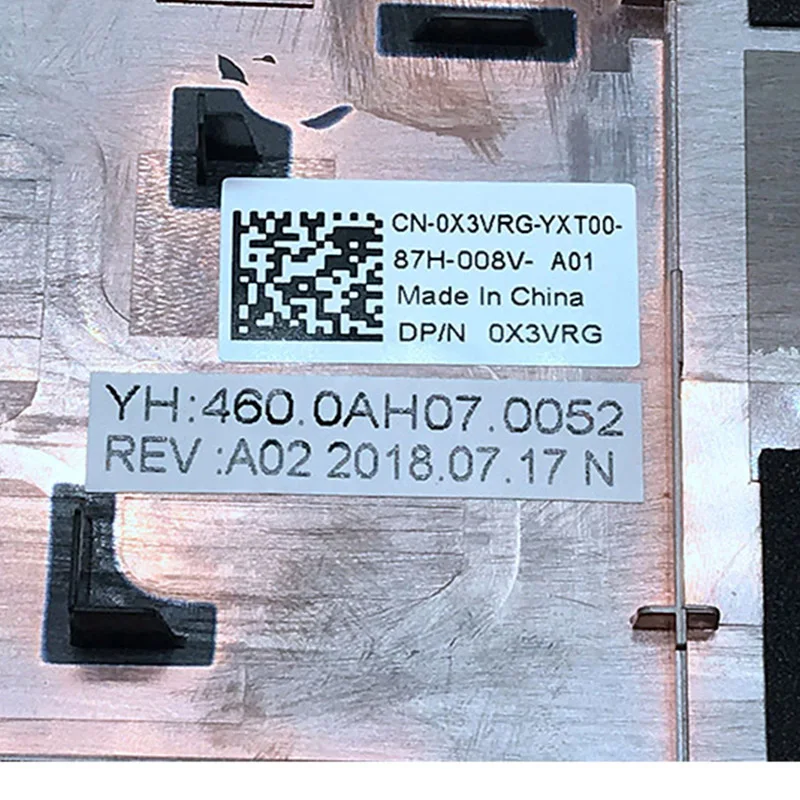 CN-0X3VRG-YXT00-
87H-008V- A01
Made In China
DP/N 0X3VRG
YH:460.0AH07.0052
REV :A02 2018.07.17 N